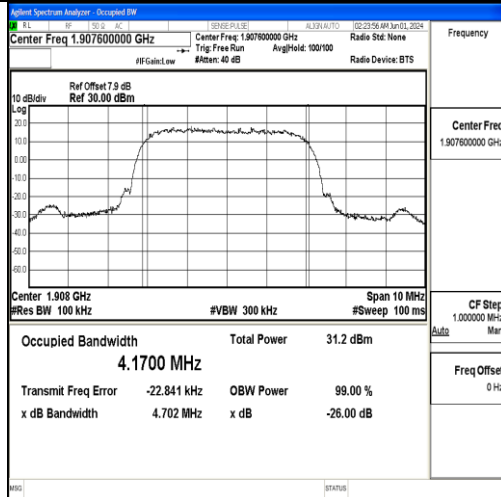 Agilent Spectrum Analyzer - Occupied BW
RL RF 50 Ω AC SENSE:PULSE ALIGN AUTO 02:23:56 AM Jun 01, 2024
Center Freq 1.907600000 GHz
Center Freq: 1.907600000 GHz
Radio Std: None
Trig: Free Run Avg|Hold: 100/100
#IFGain:Low #Atten: 40 dB Radio Device: BTS
Frequency
Ref Offset 7.9 dB
10 dB/div Ref 30.00 dBm
Log
20.0
10.0
0.00
-10.0
-20.0
-30.0
-40.0
-50.0
-60.0
Center 1.908 GHz Span 10 MHz
#Res BW 100 kHz #VBW 300 kHz #Sweep 100 ms
Occupied Bandwidth Total Power 31.2 dBm
4.1700 MHz
Transmit Freq Error -22.841 kHz OBW Power 99.00 %
x dB Bandwidth 4.702 MHz x dB -26.00 dB
Center Freq
1.907600000 GHz
CF Step
1.000000 MHz
Auto Man
Freq Offset
0 Hz
MSG STATUS